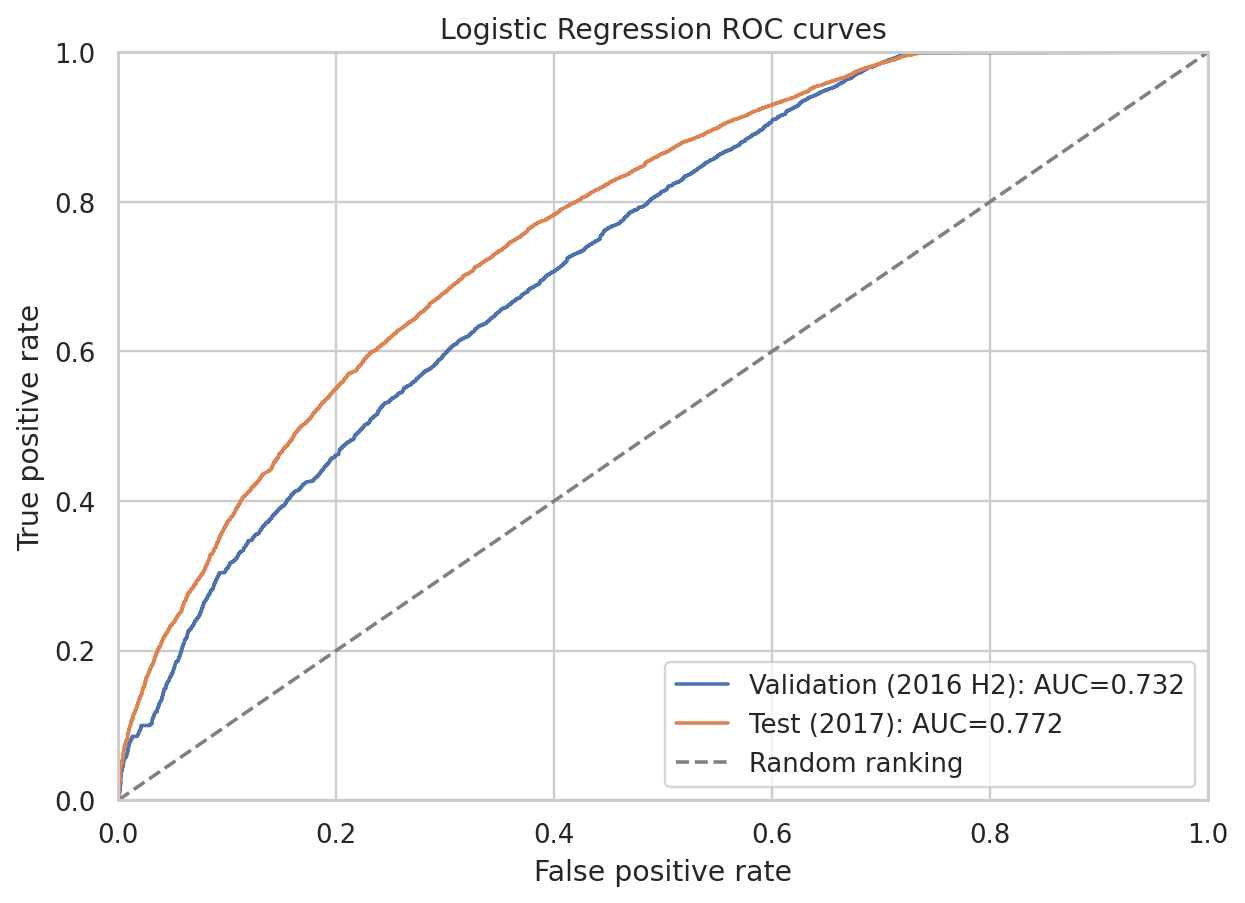 Logistic Regression ROC curves
1.0
0.8
0.6
0.4
0.2
0.0
True positive rate
0.0 0.2 0.4 0.6 0.8 1.0
False positive rate
Validation (2016 H2): AUC=0.732
Test (2017): AUC=0.772
Random ranking